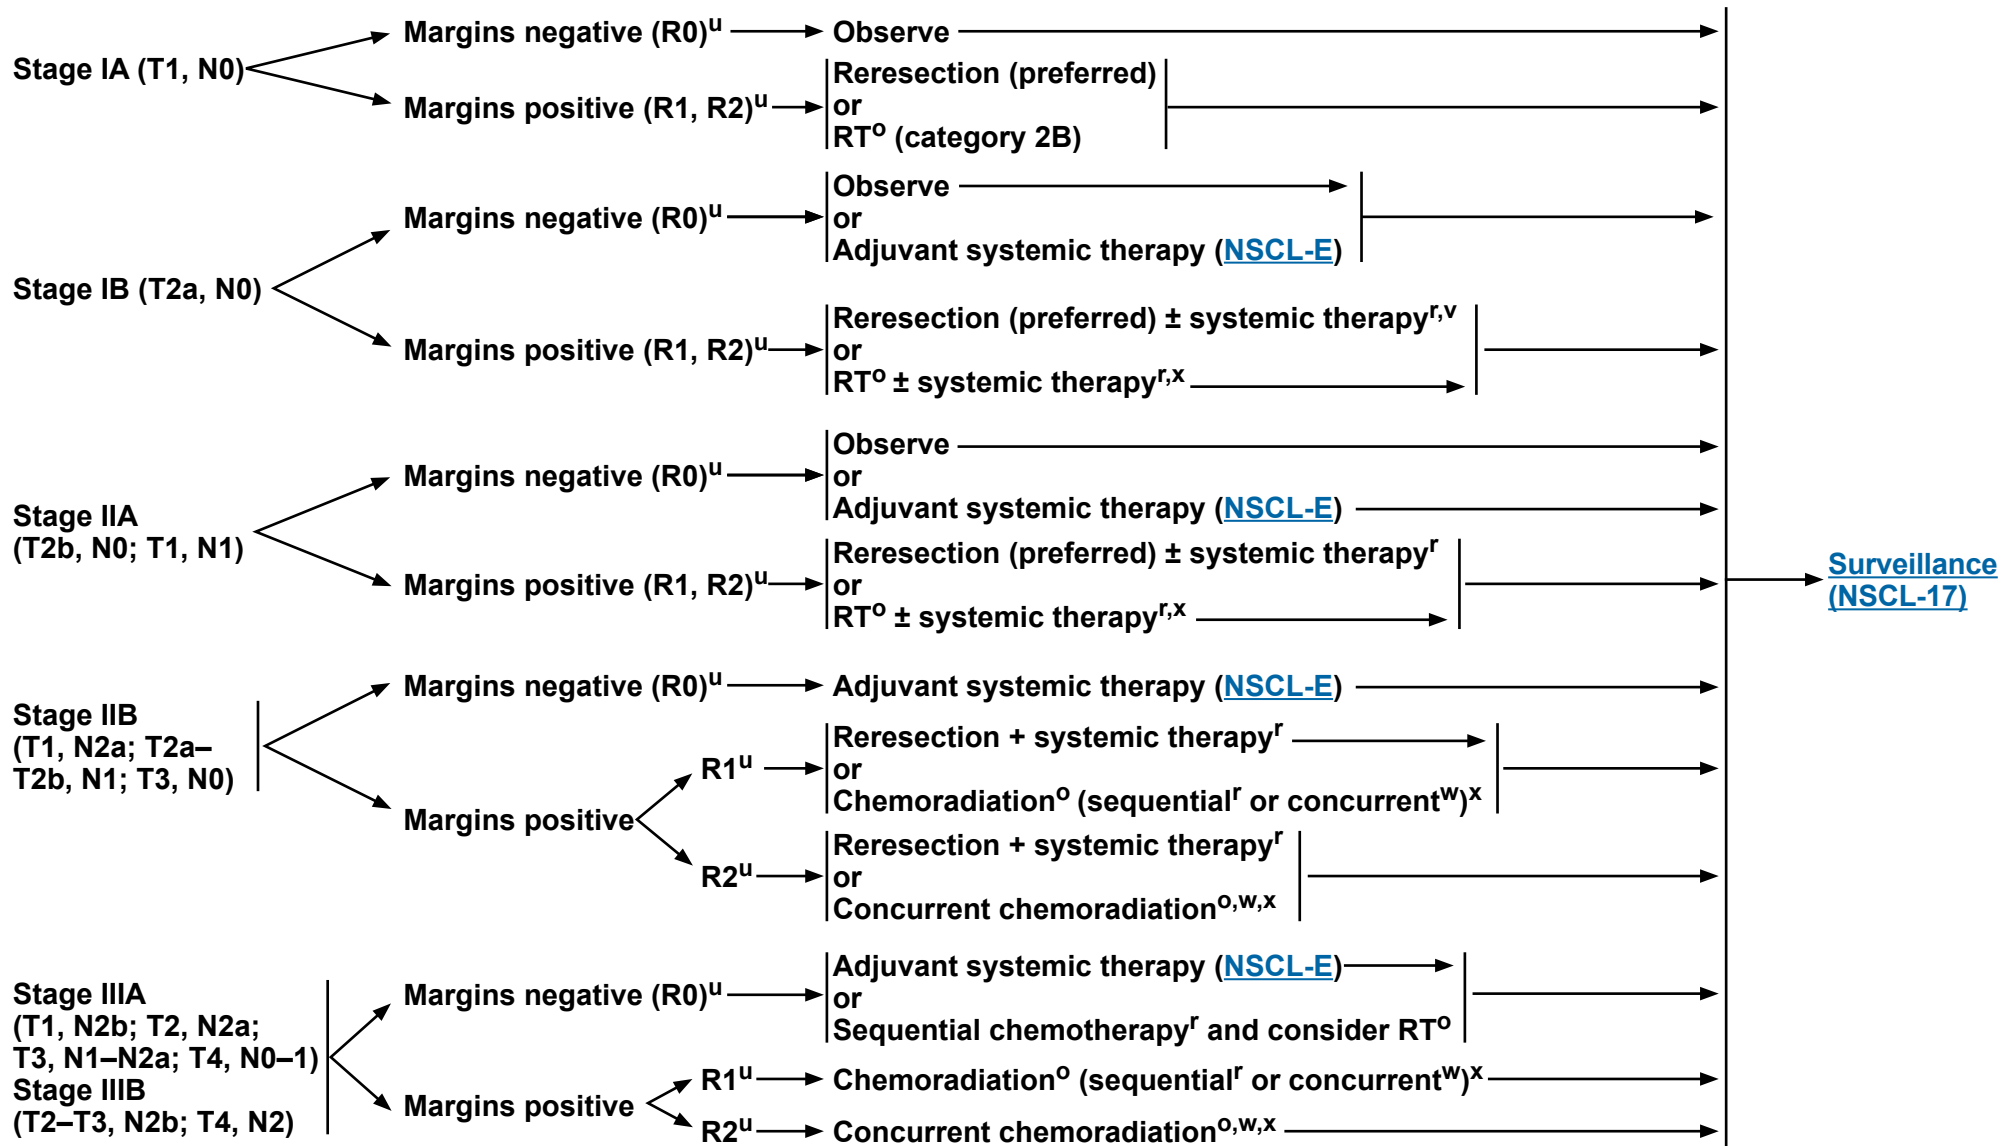 Stage IA (T1, N0)
Margins negative (R0)ᵘ
Observe
Margins positive (R1, R2)ᵘ
Reresection (preferred)
or
RTᵒ (category 2B)
Stage IB (T2a, N0)
Margins negative (R0)ᵘ
Observe
or
Adjuvant systemic therapy (NSCL-E)
Margins positive (R1, R2)ᵘ
Reresection (preferred) ± systemic therapyʳ,ᵛ
or
RTᵒ ± systemic therapyʳ,ˣ
Stage IIA
(T2b, N0; T1, N1)
Margins negative (R0)ᵘ
Observe
or
Adjuvant systemic therapy (NSCL-E)
Margins positive (R1, R2)ᵘ
Reresection (preferred) ± systemic therapyʳ
or
RTᵒ ± systemic therapyʳ,ˣ
Stage IIB
(T1, N2a; T2a–
T2b, N1; T3, N0)
Margins negative (R0)ᵘ
Adjuvant systemic therapy (NSCL-E)
Margins positive
R1ᵘ
Reresection + systemic therapyʳ
or
Chemoradiationᵒ (sequentialʳ or concurrentʷ)ˣ
R2ᵘ
Reresection + systemic therapyʳ
or
Concurrent chemoradiationᵒ,ʷ,ˣ
Stage IIIA
(T1, N2b; T2, N2a;
T3, N1–N2a; T4, N0–1)
Stage IIIB
(T2–T3, N2b; T4, N2)
Margins negative (R0)ᵘ
Adjuvant systemic therapy (NSCL-E)
or
Sequential chemotherapyʳ and consider RTᵒ
Margins positive
R1ᵘ
Chemoradiationᵒ (sequentialʳ or concurrentʷ)ˣ
R2ᵘ
Concurrent chemoradiationᵒ,ʷ,ˣ
Surveillance
(NSCL-17)